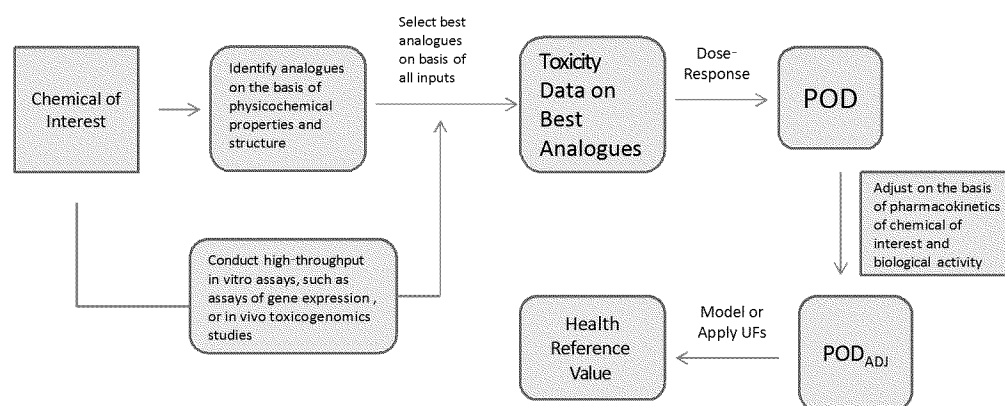 Chemical of
Interest
Identify analogues
on the basis of
physicochemical
properties and
structure
Select best
analogues
on basis of
all inputs
Toxicity
Data on
Best
Analogues
Dose-
Response
POD
Adjust on the basis
of pharmacokinetics
of chemical of
interest and
biological activity
Conduct high-throughput
in vitro assays, such as
assays of gene expression ,
or in vivo toxicogenomics
studies
Health
Reference
Value
Model or
Apply UFs
POD ADJ